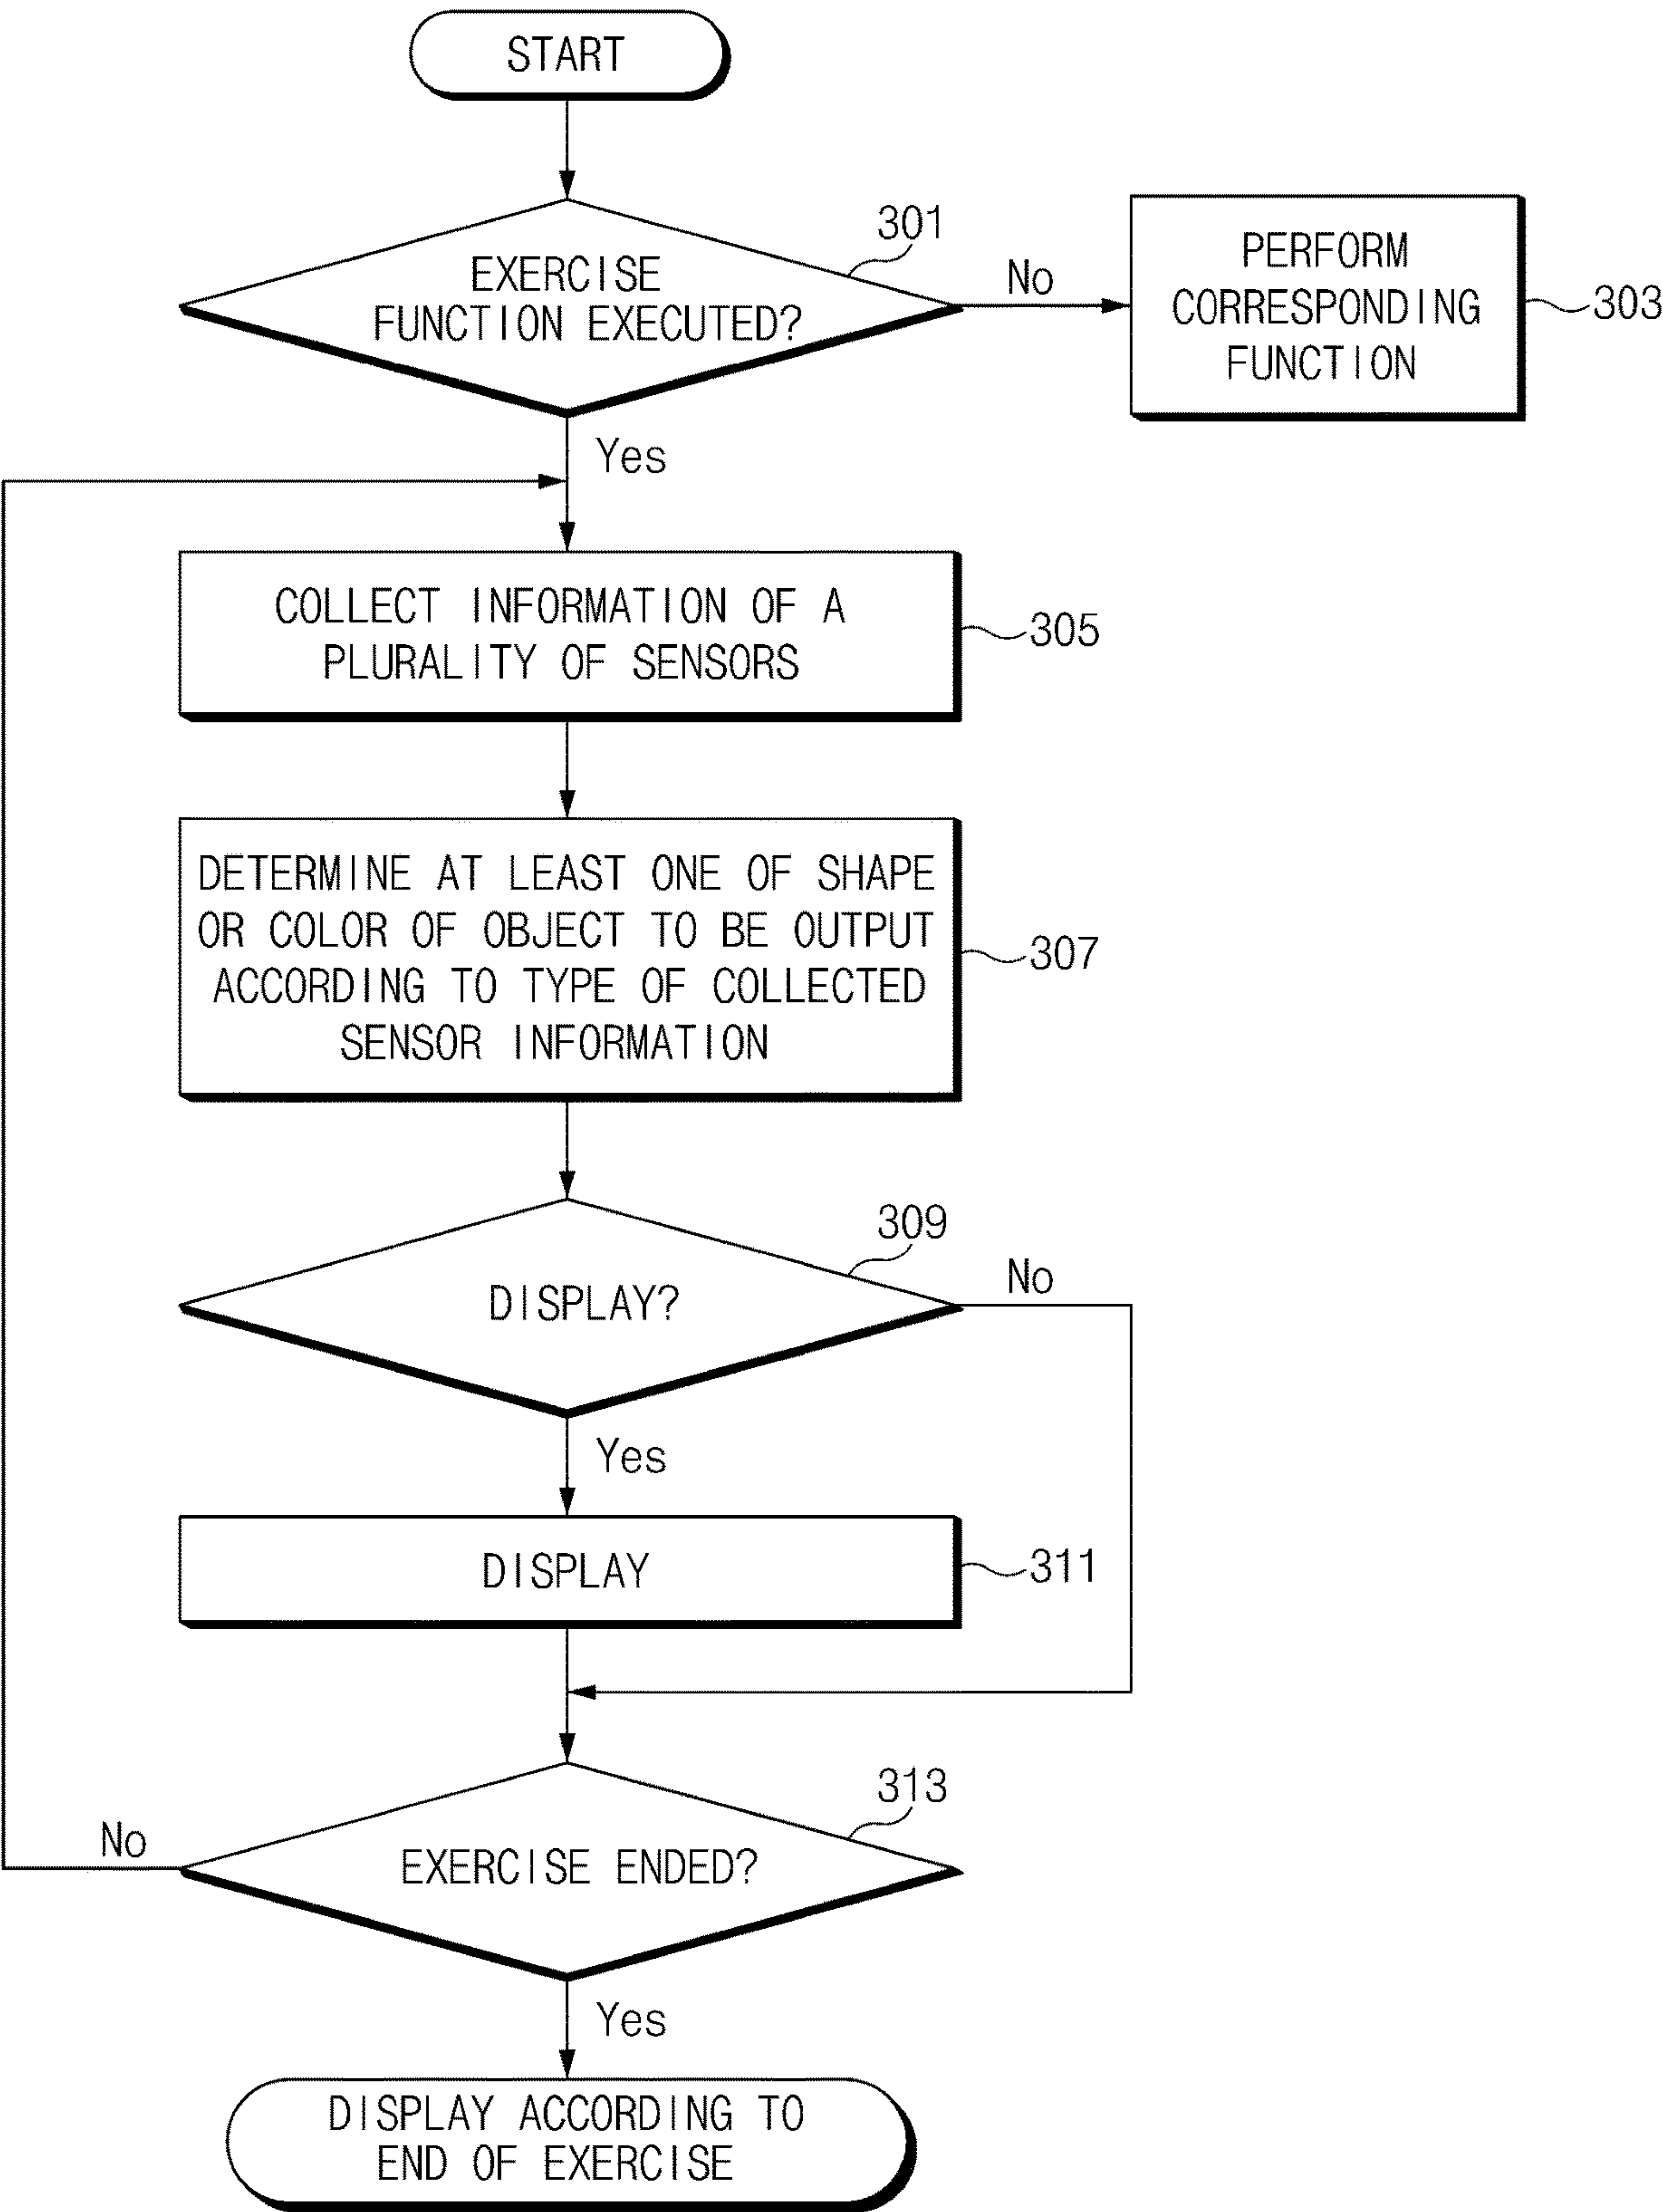 START
301
EXERCISE
FUNCTION EXECUTED?
No
PERFORM
CORRESPONDING
FUNCTION
303
Yes
COLLECT INFORMATION OF A
PLURALITY OF SENSORS
305
DETERMINE AT LEAST ONE OF SHAPE
OR COLOR OF OBJECT TO BE OUTPUT
ACCORDING TO TYPE OF COLLECTED
SENSOR INFORMATION
307
309
DISPLAY?
No
Yes
DISPLAY
311
313
EXERCISE ENDED?
No
Yes
DISPLAY ACCORDING TO
END OF EXERCISE